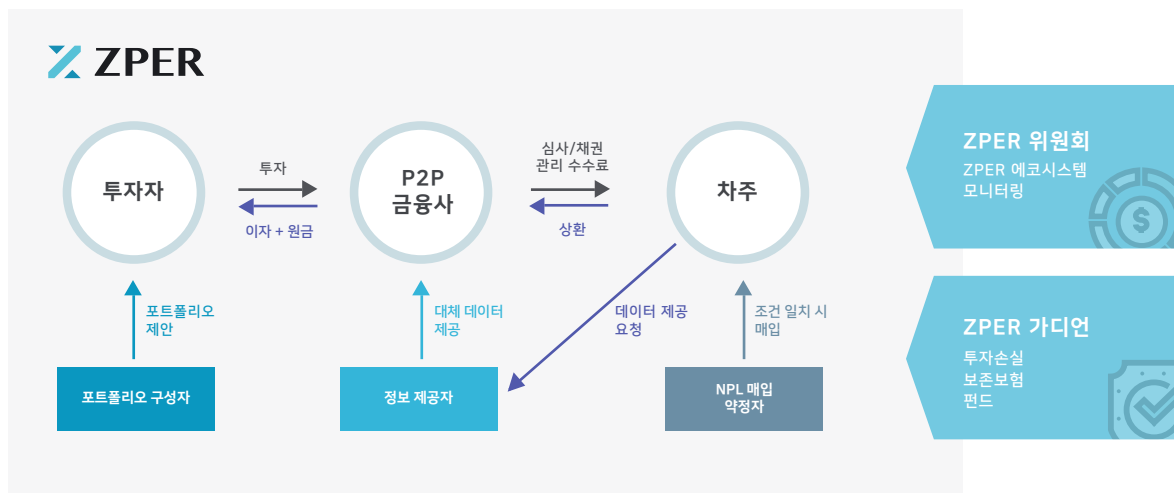 ZPER
투자자
투자
이자 + 원금
P2P
금융사
심사/채권
관리 수수료
상환
차주
포트폴리오
제안
대체 데이터
제공
데이터 제공
요청
조건 일치 시
매입
포트폴리오 구성자
정보 제공자
NPL 매입
약정자
ZPER 위원회
ZPER 에코시스템
모니터링
$
ZPER 가디언
투자손실
보존보험
펀드